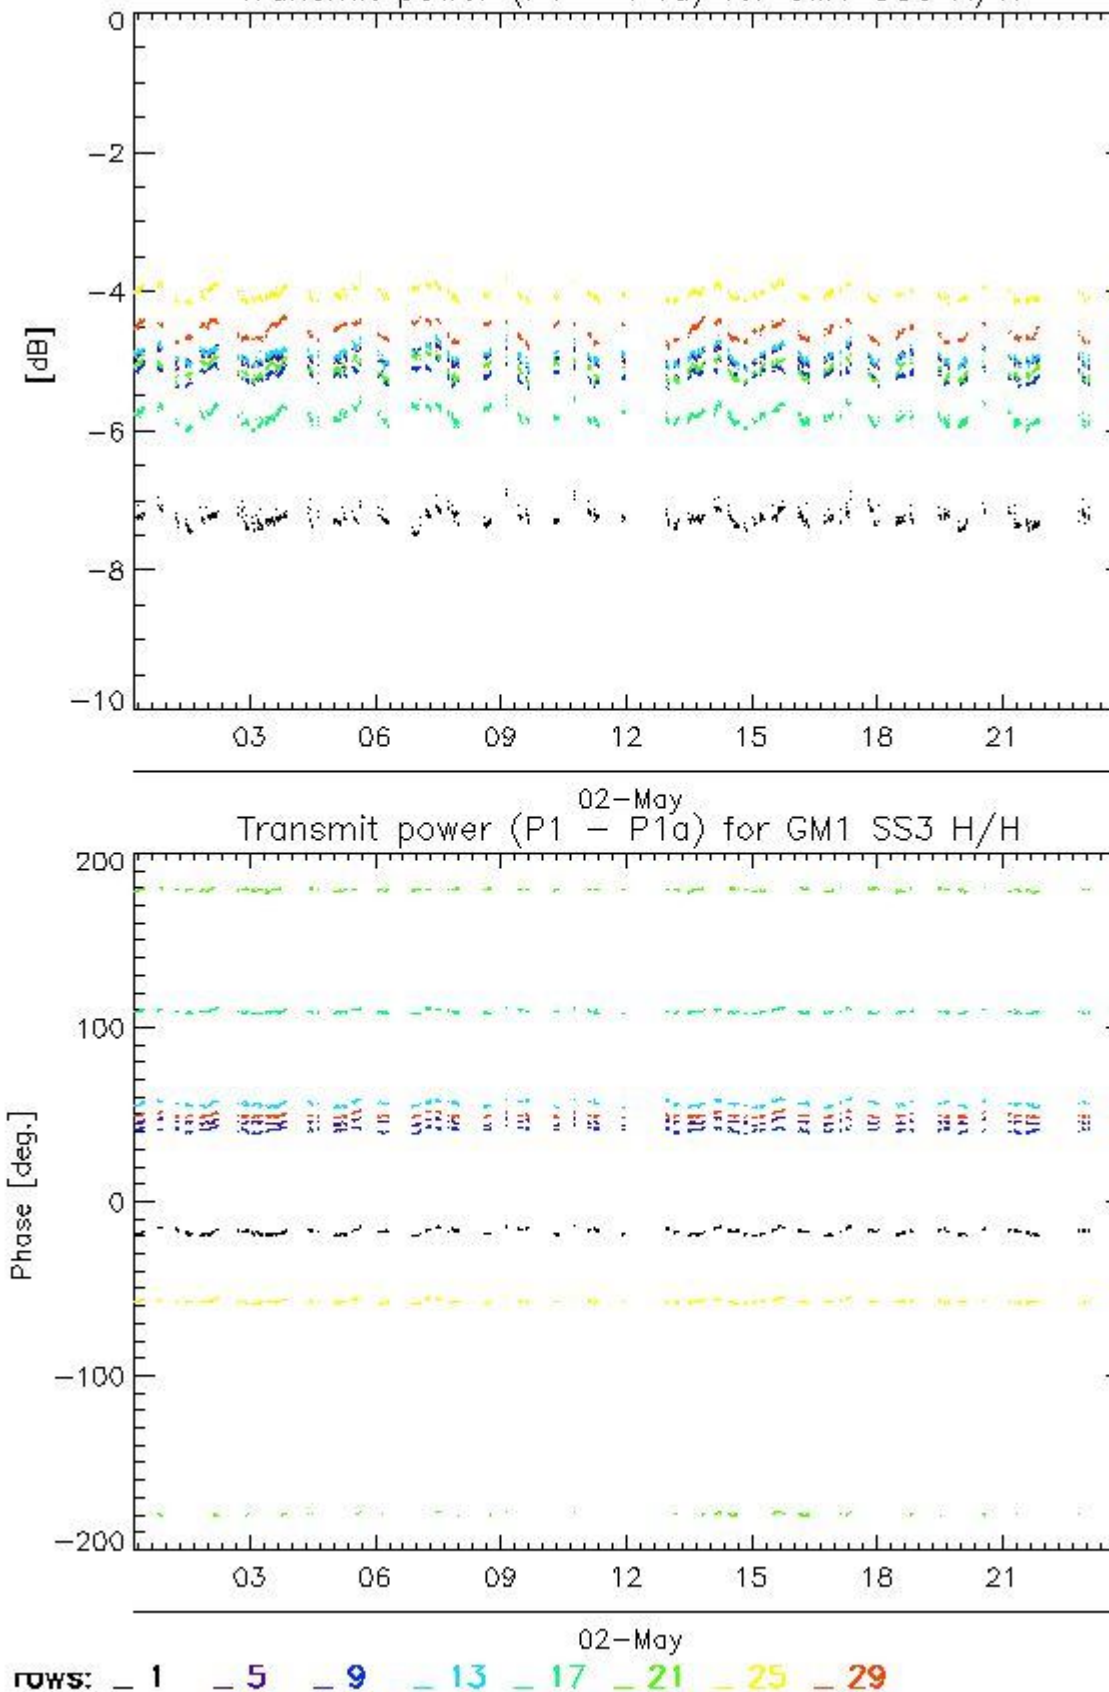 0
-2
-4
[dB]
-6
-8
-10
03 06 09 12 15 18 21
02-May
Transmit power (P1 - P1a) for GM1 SS3 H/H
200
100
0
Phase [deg.]
-100
-200
03 06 09 12 15 18 21
02-May
rows: _ 1 _ 5 _ 9 _ 13 _ 17 _ 21 _ 25 _ 29